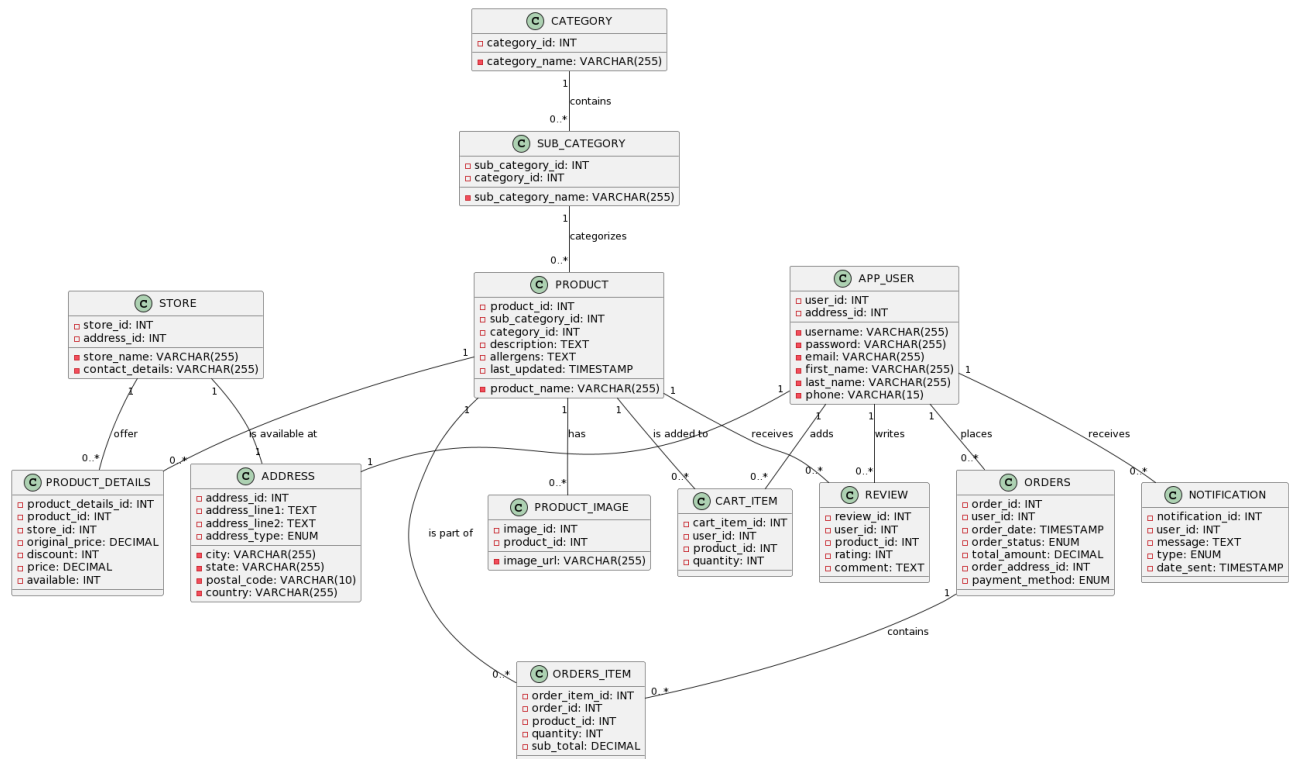 C CATEGORY
category_id: INT
category_name: VARCHAR(255)
1
contains
0..*
C SUB_CATEGORY
sub_category_id: INT
category_id: INT
sub_category_name: VARCHAR(255)
1
categorizes
0..*
C PRODUCT
product_id: INT
sub_category_id: INT
category_id: INT
description: TEXT
allergens: TEXT
last_updated: TIMESTAMP
product_name: VARCHAR(255)
C APP_USER
user_id: INT
address_id: INT
username: VARCHAR(255)
password: VARCHAR(255)
email: VARCHAR(255)
first_name: VARCHAR(255)
last_name: VARCHAR(255)
phone: VARCHAR(15)
C STORE
store_id: INT
address_id: INT
store_name: VARCHAR(255)
contact_details: VARCHAR(255)
1
1
1
1
1
1
1
1
1
1
1
1
1
offer
is available at
has
is added to
receives
adds
writes
places
receives
0..*
0..*
1
1
0..*
0..*
0..*
0..*
0..*
0..*
0..*
C PRODUCT_DETAILS
product_details_id: INT
product_id: INT
store_id: INT
original_price: DECIMAL
discount: INT
price: DECIMAL
available: INT
C ADDRESS
address_id: INT
address_line1: TEXT
address_line2: TEXT
address_type: ENUM
city: VARCHAR(255)
state: VARCHAR(255)
postal_code: VARCHAR(10)
country: VARCHAR(255)
is part of
C PRODUCT_IMAGE
image_id: INT
product_id: INT
image_url: VARCHAR(255)
C CART_ITEM
cart_item_id: INT
user_id: INT
product_id: INT
quantity: INT
C REVIEW
review_id: INT
user_id: INT
product_id: INT
rating: INT
comment: TEXT
C ORDERS
order_id: INT
user_id: INT
order_date: TIMESTAMP
order_status: ENUM
total_amount: DECIMAL
order_address_id: INT
payment_method: ENUM
C NOTIFICATION
notification_id: INT
user_id: INT
message: TEXT
type: ENUM
date_sent: TIMESTAMP
1
contains
0..*
0..*
C ORDERS_ITEM
order_item_id: INT
order_id: INT
product_id: INT
quantity: INT
sub_total: DECIMAL